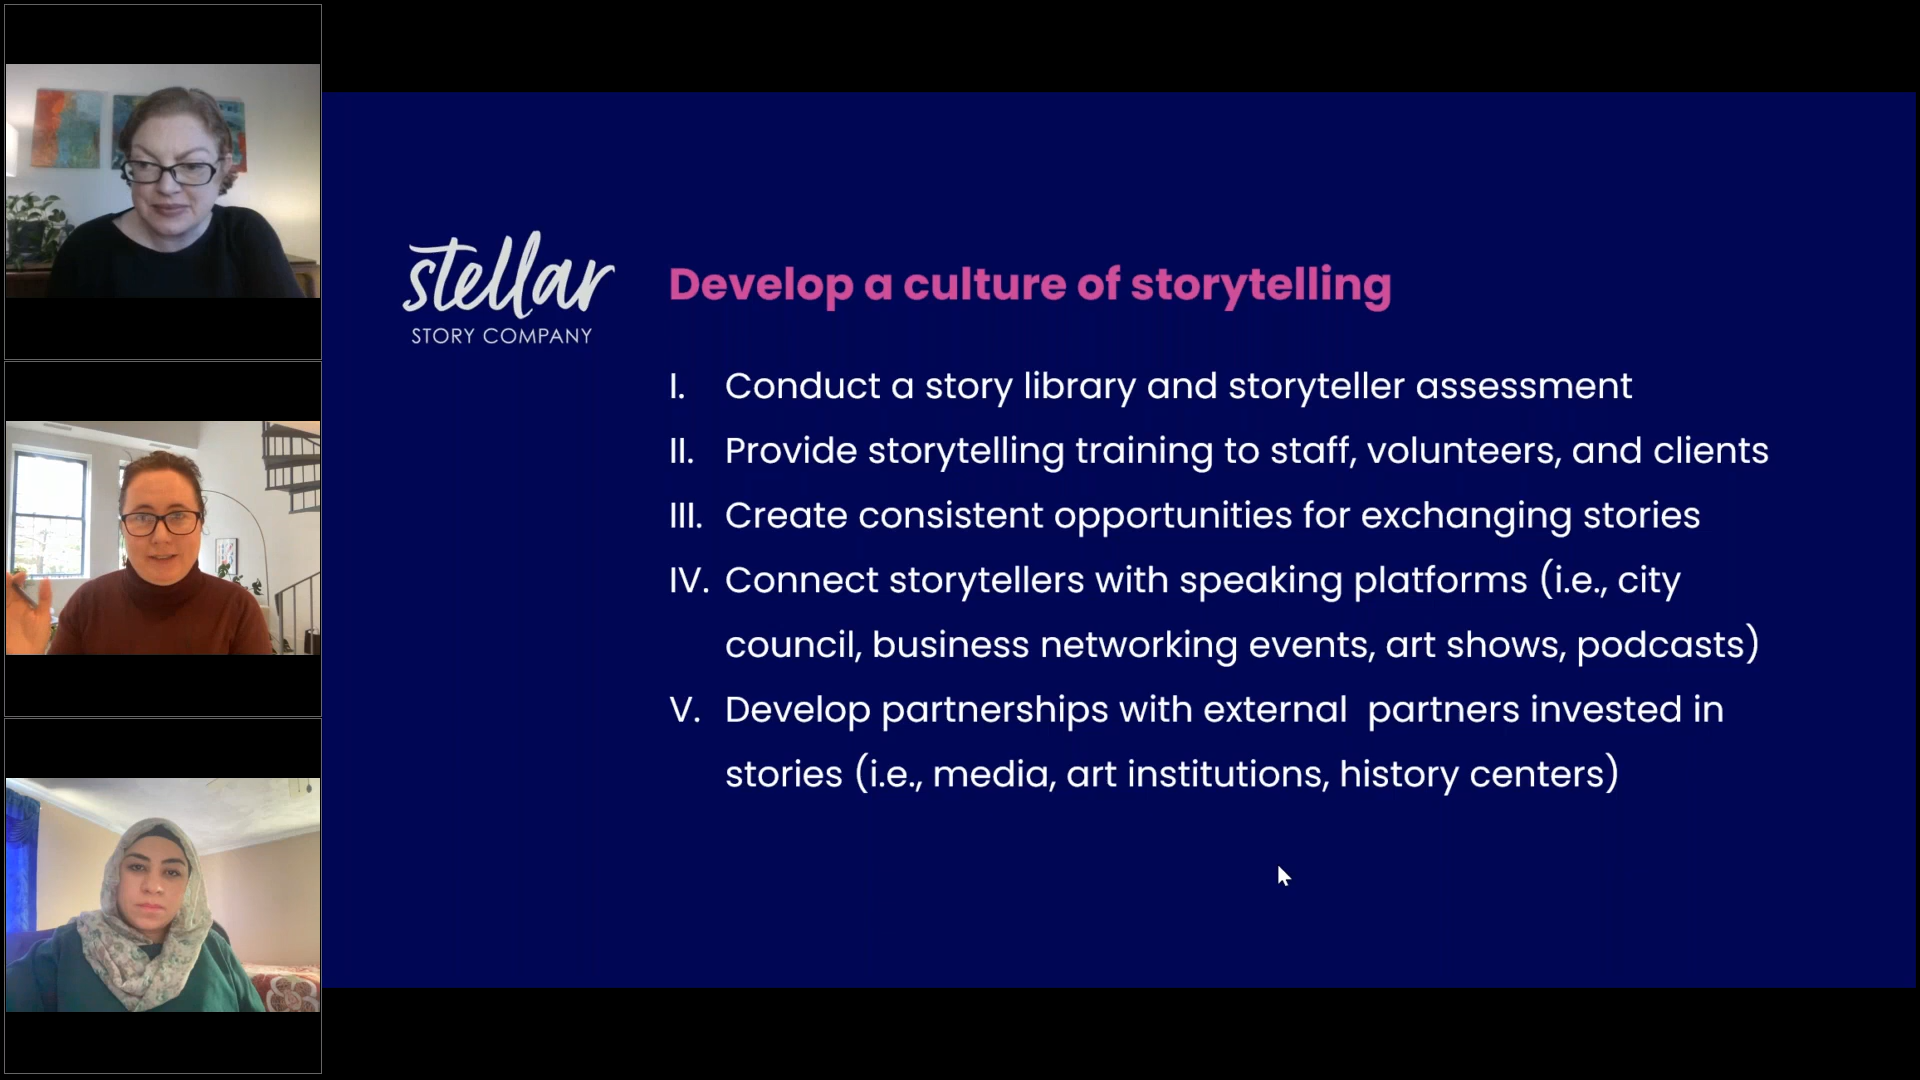 stellar
STORY COMPANY
Develop a culture of storytelling
I. Conduct a story library and storyteller assessment
II. Provide storytelling training to staff, volunteers, and clients
III. Create consistent opportunities for exchanging stories
IV. Connect storytellers with speaking platforms (i.e., city
council, business networking events, art shows, podcasts)
V. Develop partnerships with external  partners invested in
stories (i.e., media, art institutions, history centers)